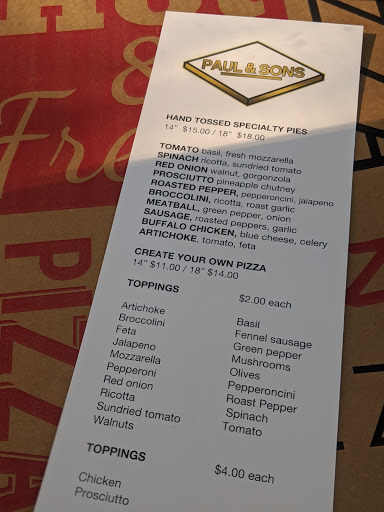 &
Fre
PIZZA
PAUL & SONS
HAND TOSSED SPECIALTY PIES
14" $15.00 / 18" $18.00
TOMATO basil, fresh mozzarella
SPINACH ricotta, sundried tomato
RED ONION walnut, gorgonzola
PROSCIUTTO pineapple chutney
ROASTED PEPPER, pepperoncini, jalapeno
BROCCOLINI, ricotta, roast garlic
MEATBALL, green pepper, onion
SAUSAGE, roasted peppers, garlic
BUFFALO CHICKEN, blue cheese, celery
ARTICHOKE, tomato, feta
CREATE YOUR OWN PIZZA
14" $11.00 / 18" $14.00
TOPPINGS $2.00 each
Artichoke Basil
Broccolini Fennel sausage
Feta Green pepper
Jalapeno Mushrooms
Mozzarella Olives
Pepperoni Pepperoncini
Red onion Roast Pepper
Ricotta Spinach
Sundried tomato Tomato
Walnuts
TOPPINGS $4.00 each
Chicken
Prosciutto